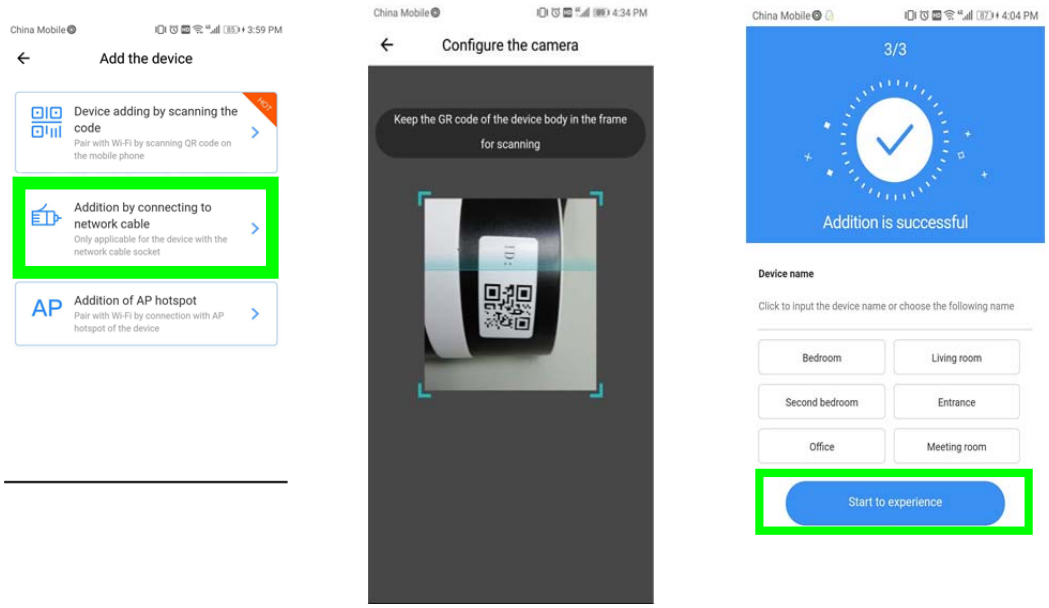 China Mobile
85
3:59 PM
Add the device
Device adding by scanning the
code
HOT
Pair with Wi-Fi by scanning QR code on
the mobile phone
Addition by connecting to
network cable
Only applicable for the device with the
network cable socket
AP
Addition of AP hotspot
Pair with Wi-Fi by connection with AP
hotspot of the device
China Mobile
4:34 PM
Configure the camera
Keep the GR code of the device body in the frame
for scanning
ID:
China Mobile
87
4:04 PM
3/3
Addition is successful
Device name
Click to input the device name or choose the following name
Bedroom
Living room
Second bedroom
Entrance
Office
Meeting room
Start to experience